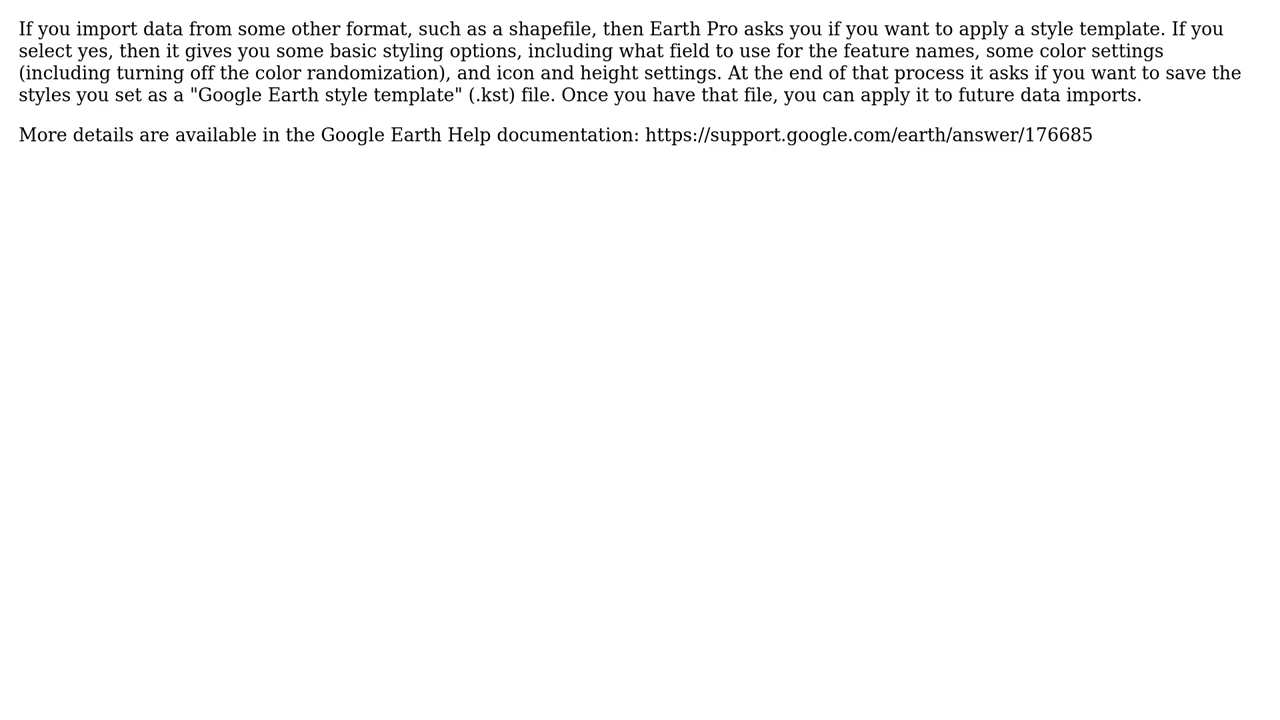 If you import data from some other format, such as a shapefile, then Earth Pro asks you if you want to apply a style template. If you
select yes, then it gives you some basic styling options, including what field to use for the feature names, some color settings
(including turning off the color randomization), and icon and height settings. At the end of that process it asks if you want to save the
styles you set as a "Google Earth style template" (.kst) file. Once you have that file, you can apply it to future data imports.
More details are available in the Google Earth Help documentation: https://support.google.com/earth/answer/176685